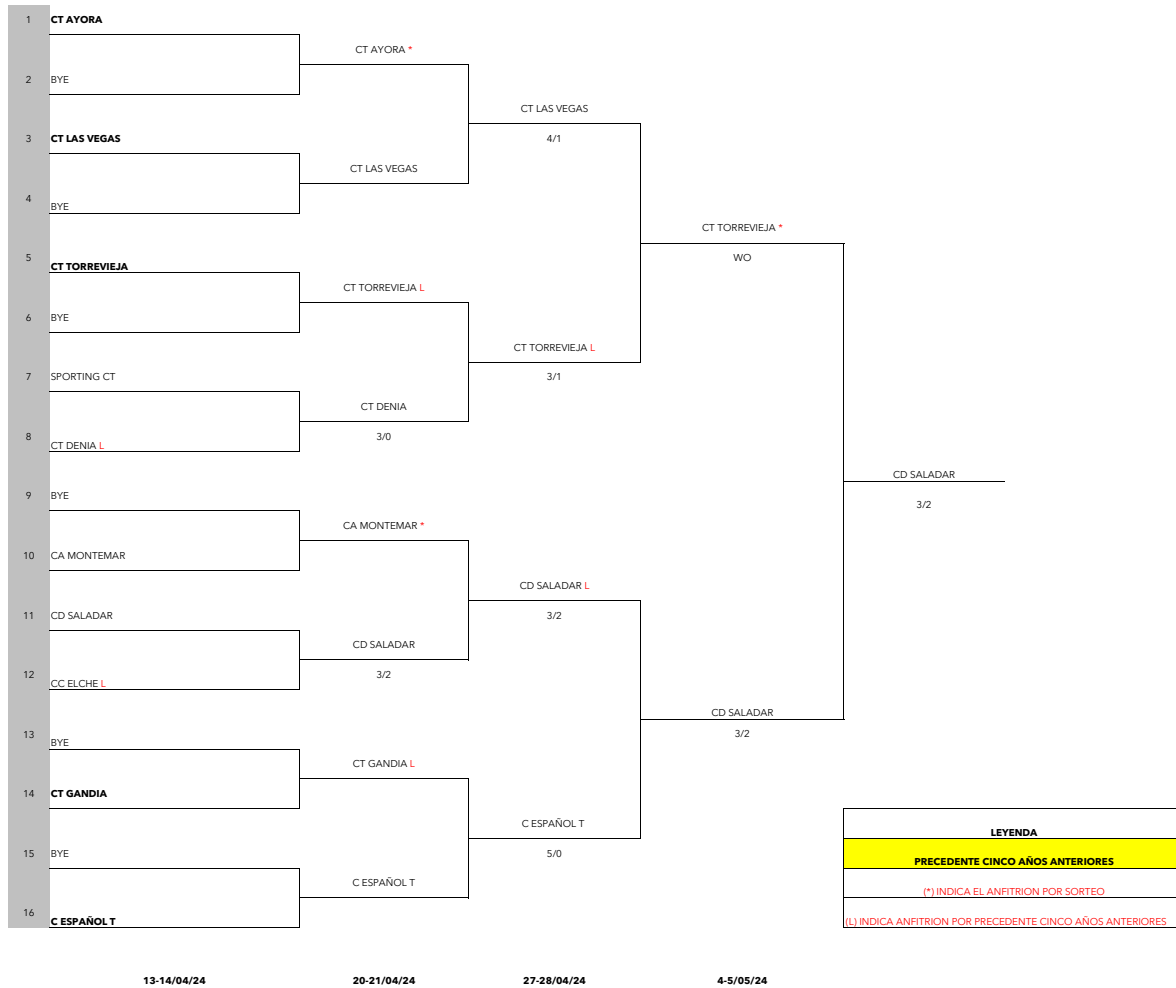 1 CT AYORA
CT AYORA *
2 BYE
CT LAS VEGAS
3 CT LAS VEGAS
4/1
CT LAS VEGAS
4 BYE
CT TORREVIEJA *
5 CT TORREVIEJA
WO
CT TORREVIEJA L
6 BYE
CT TORREVIEJA L
7 SPORTING CT
3/1
CT DENIA
8 CT DENIA L
3/0
CD SALADAR
9 BYE
3/2
CA MONTEMAR *
10 CA MONTEMAR
CD SALADAR L
11 CD SALADAR
3/2
CD SALADAR
12 CC ELCHE L
3/2
CD SALADAR
13 BYE
3/2
CT GANDIA L
14 CT GANDIA
C ESPAÑOL T
LEYENDA
15 BYE
5/0
PRECEDENTE CINCO AÑOS ANTERIORES
C ESPAÑOL T
(*) INDICA EL ANFITRION POR SORTEO
16 C ESPAÑOL T
(L) INDICA ANFITRION POR PRECEDENTE CINCO AÑOS ANTERIORES
13-14/04/24
20-21/04/24
27-28/04/24
4-5/05/24